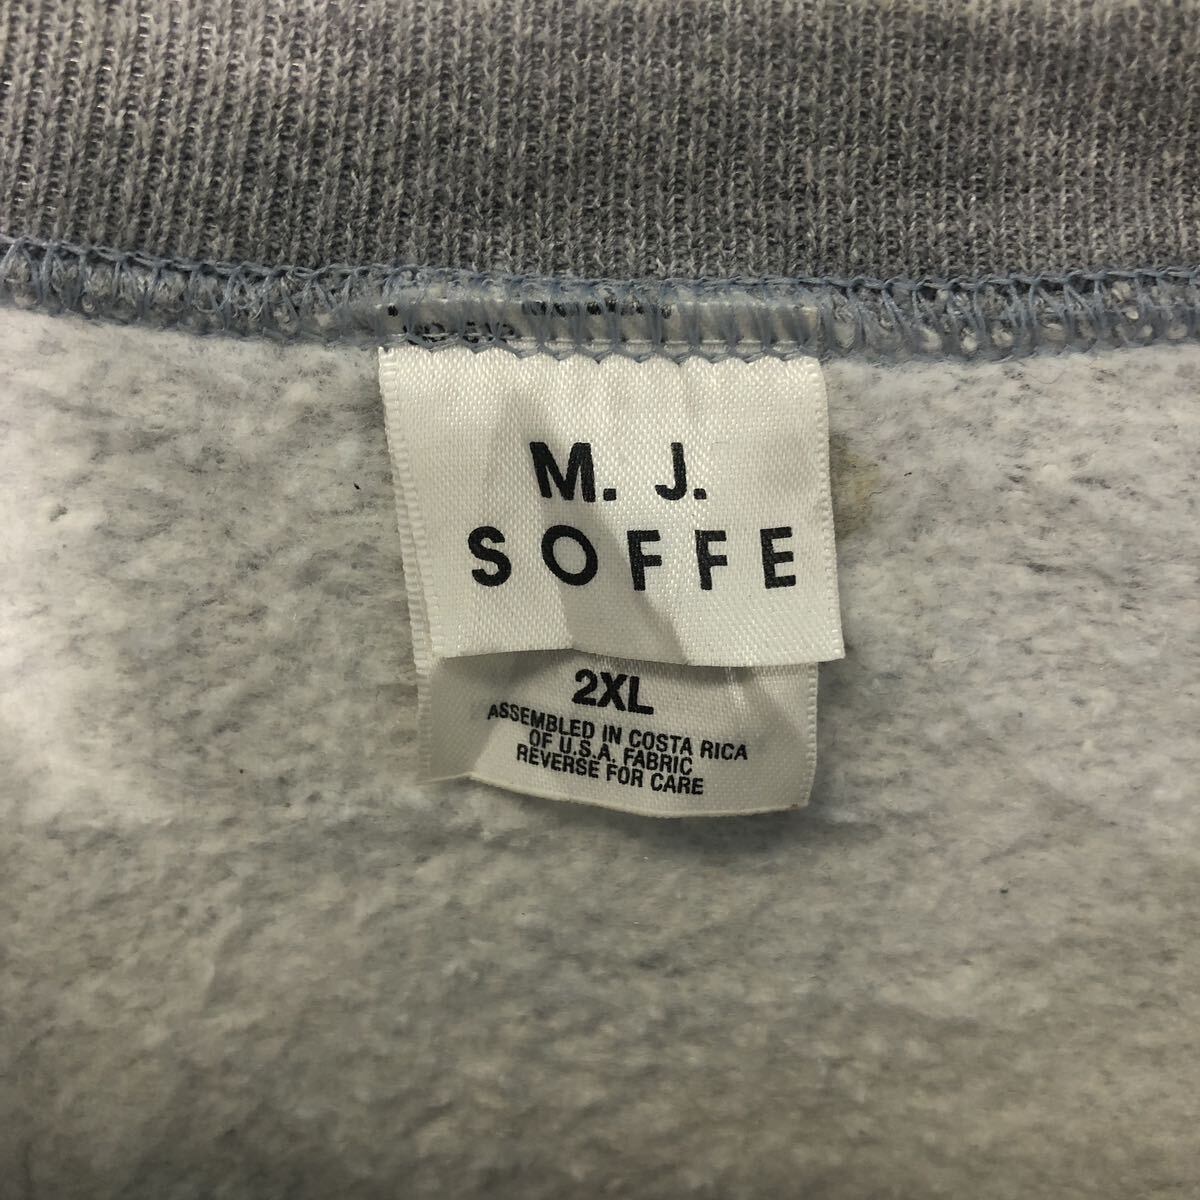 M. J.
SOFFE
2XL
ASSEMBLED IN COSTA RICA
OF U.S.A. FABRIC
REVERSE FOR CARE